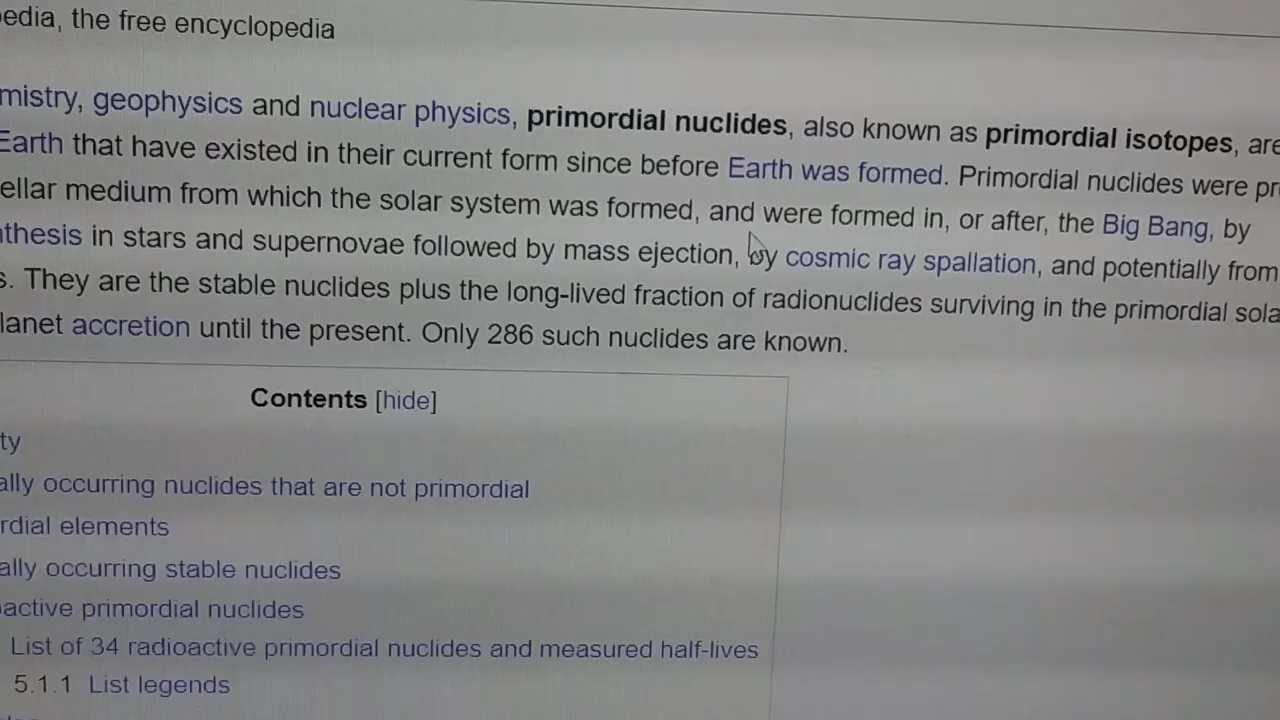 pedia, the free encyclopedia
mistry, geophysics and nuclear physics, primordial nuclides, also known as primordial isotopes, are
Earth that have existed in their current form since before Earth was formed. Primordial nuclides were pr
ellar medium from which the solar system was formed, and were formed in, or after, the Big Bang, by
nthesis in stars and supernovae followed by mass ejection, by cosmic ray spallation, and potentially from
s. They are the stable nuclides plus the long-lived fraction of radionuclides surviving in the primordial sola
lanet accretion until the present. Only 286 such nuclides are known.
Contents [hide]
ty
ally occurring nuclides that are not primordial
rdial elements
ally occurring stable nuclides
active primordial nuclides
List of 34 radioactive primordial nuclides and measured half-lives
5.1.1 List legends